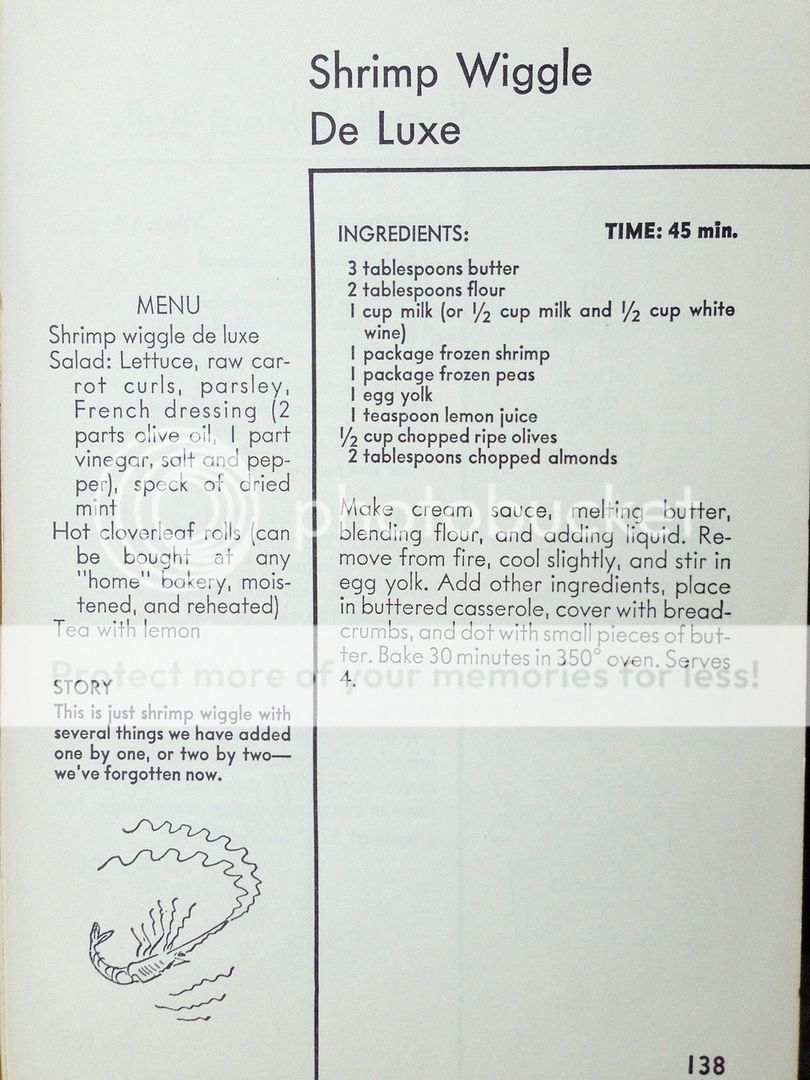 Shrimp Wiggle
De Luxe
MENU
Shrimp wiggle de luxe
Salad: Lettuce, raw car-
rot curls, parsley,
French dressing (2
parts olive oil, 1 part
vinegar, salt and pep-
per), speck of dried
mint
Hot cloverleaf rolls (can
be bought at any
"home" bakery, mois-
tened, and reheated)
Tea with lemon
STORY
This is just shrimp wiggle with
several things we have added
one by one, or two by two—
we've forgotten now.
INGREDIENTS:
TIME: 45 min.
3 tablespoons butter
2 tablespoons flour
1 cup milk (or 1/2 cup milk and 1/2 cup white
wine)
1 package frozen shrimp
1 package frozen peas
1 egg yolk
1 teaspoon lemon juice
1/2 cup chopped ripe olives
2 tablespoons chopped almonds
Make cream sauce, melting butter,
blending flour, and adding liquid. Re-
move from fire, cool slightly, and stir in
egg yolk. Add other ingredients, place
in buttered casserole, cover with bread-
crumbs, and dot with small pieces of but-
ter. Bake 30 minutes in 350° oven. Serves
4.
138
photobucket
Protect more of your memories for less!